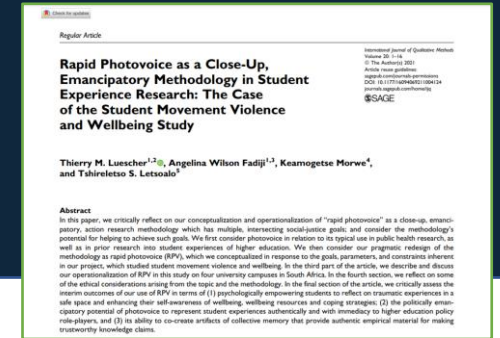 Check for updates
Regular Article
International Journal of Qualitative Methods
Volume 20: 1–16
© The Author(s) 2021
Article reuse guidelines:
sagepub.com/journals-permissions
DOI: 10.1177/16094069211004124
journals.sagepub.com/home/ijq
SAGE
Rapid Photovoice as a Close-Up,
Emancipatory Methodology in Student
Experience Research: The Case
of the Student Movement Violence
and Wellbeing Study
Thierry M. Luescher1,2, Angelina Wilson Fadiji1,3, Keamogetse Morwe4,
and Tshireletso S. Letsoalo5
Abstract
In this paper, we critically reflect on our conceptualization and operationalization of "rapid photovoice" as a close-up, emanci-
patory, action research methodology which has multiple, intersecting social-justice goals; and consider the methodology's
potential for helping to achieve such goals. We first consider photovoice in relation to its typical use in public health research, as
well as in prior research into student experiences of higher education. We then consider our pragmatic redesign of the
methodology as rapid photovoice (RPV), which we conceptualized in response to the goals, parameters, and constraints inherent
in our project, which studied student movement violence and wellbeing. In the third part of the article, we describe and discuss
our operationalization of RPV in this study on four university campuses in South Africa. In the fourth section, we reflect on some
of the ethical considerations arising from the topic and the methodology. In the final section of the article, we critically assess the
interim outcomes of our use of RPV in terms of (1) psychologically empowering students to reflect on traumatic experiences in a
safe space and enhancing their self-awareness of wellbeing, wellbeing resources and coping strategies; (2) the politically eman-
cipatory potential of photovoice to represent student experiences authentically and with immediacy to higher education policy
role-players, and (3) its ability to co-create artifacts of collective memory that provide authentic empirical material for making
trustworthy knowledge claims.